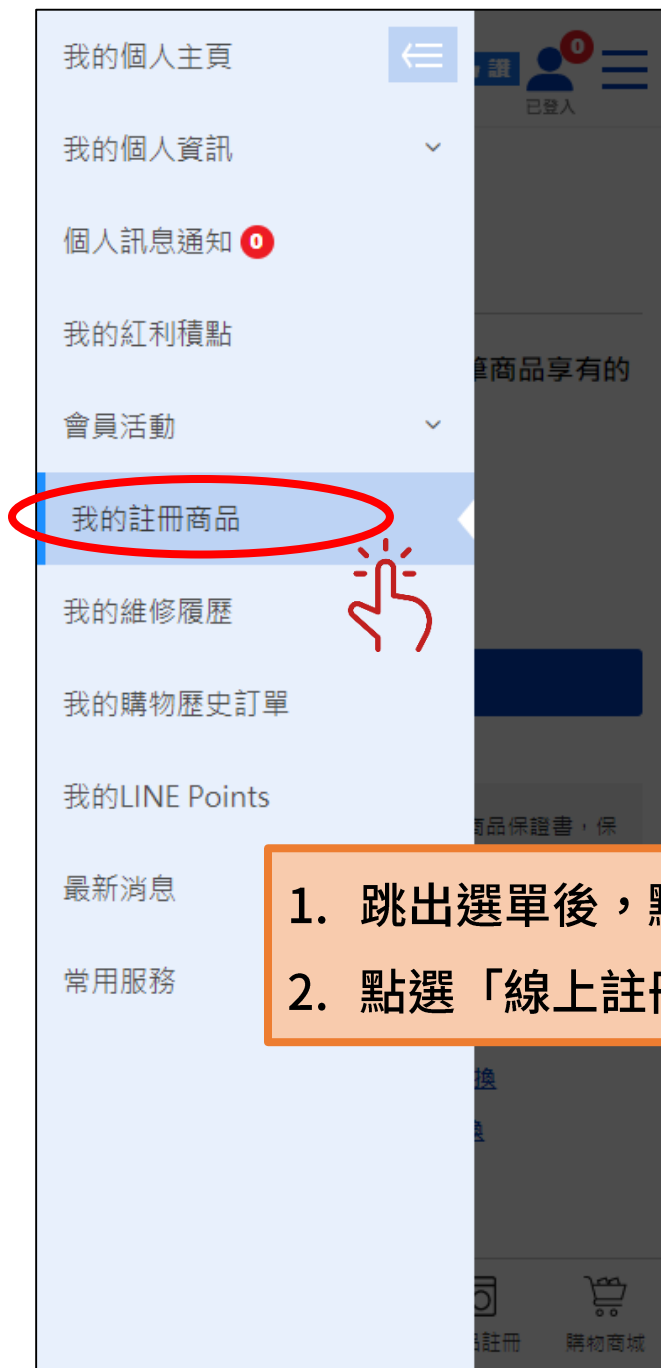 我的個人主頁
讚
0
已登入
我的個人資訊
個人訊息通知 0
我的紅利積點
筆商品享有的
會員活動
我的註冊商品
我的維修履歷
我的購物歷史訂單
我的LINE Points
商品保證書，保
最新消息
1. 跳出選單後，
常用服務
2. 點選「線上註
換
註冊
購物商城